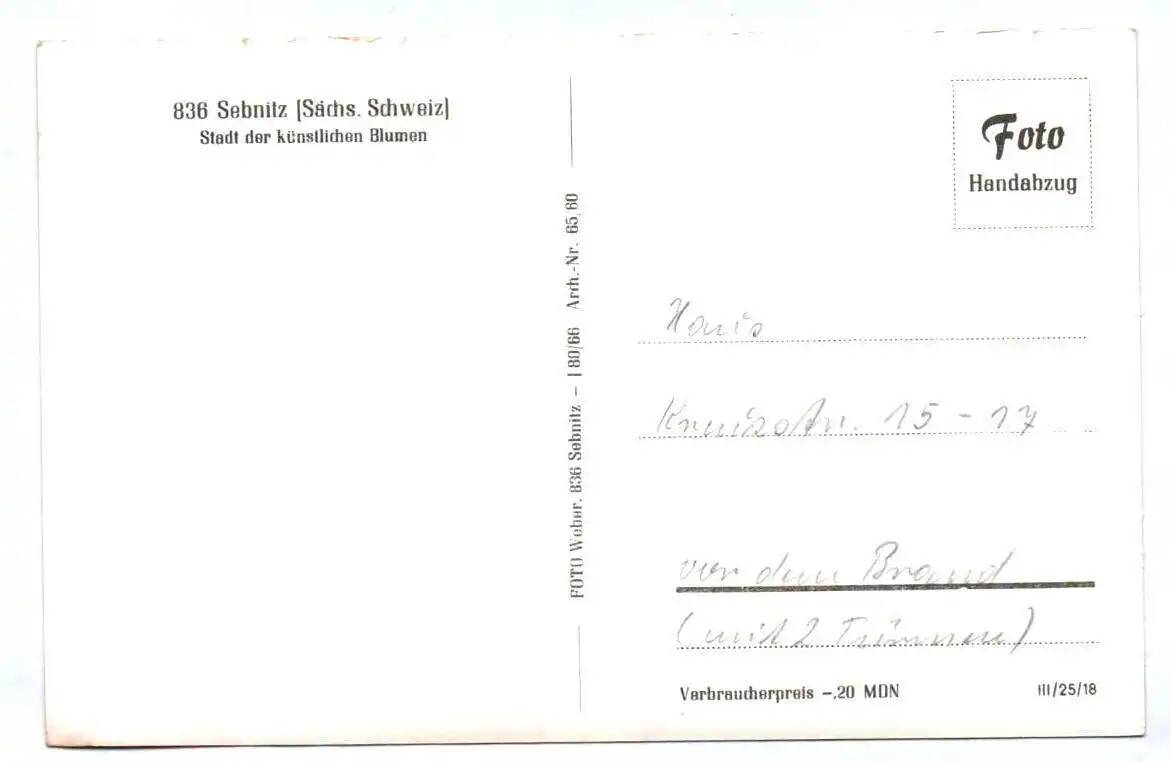 836 Sebnitz [Sächs. Schweiz]
Stadt der künstlichen Blumen
FOTO Weber, 836 Sebnitz – I 80/66 Arch.-Nr. 65/60
Foto
Handabzug
Haus
Kreuzstr. 15-17
vor dem Brand
(mit 2 Türmen)
Verbraucherpreis -,20 MDN
III/25/18